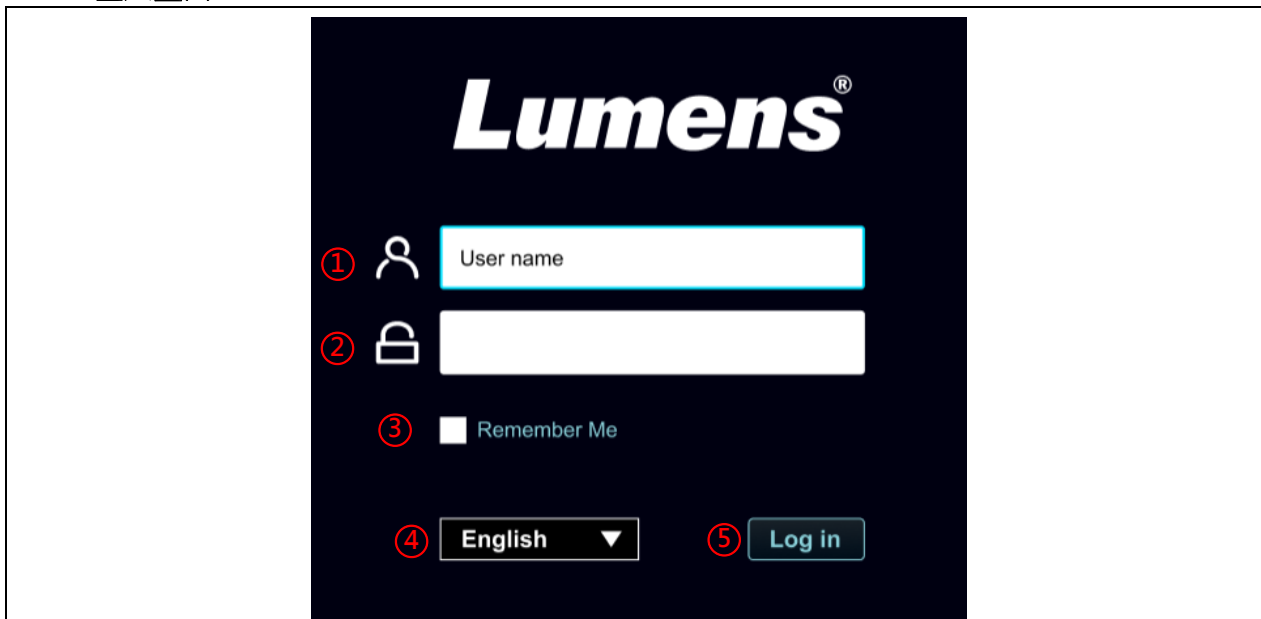 Lumens®
① User name
②
③ Remember Me
④ English ▼ ⑤ Log in